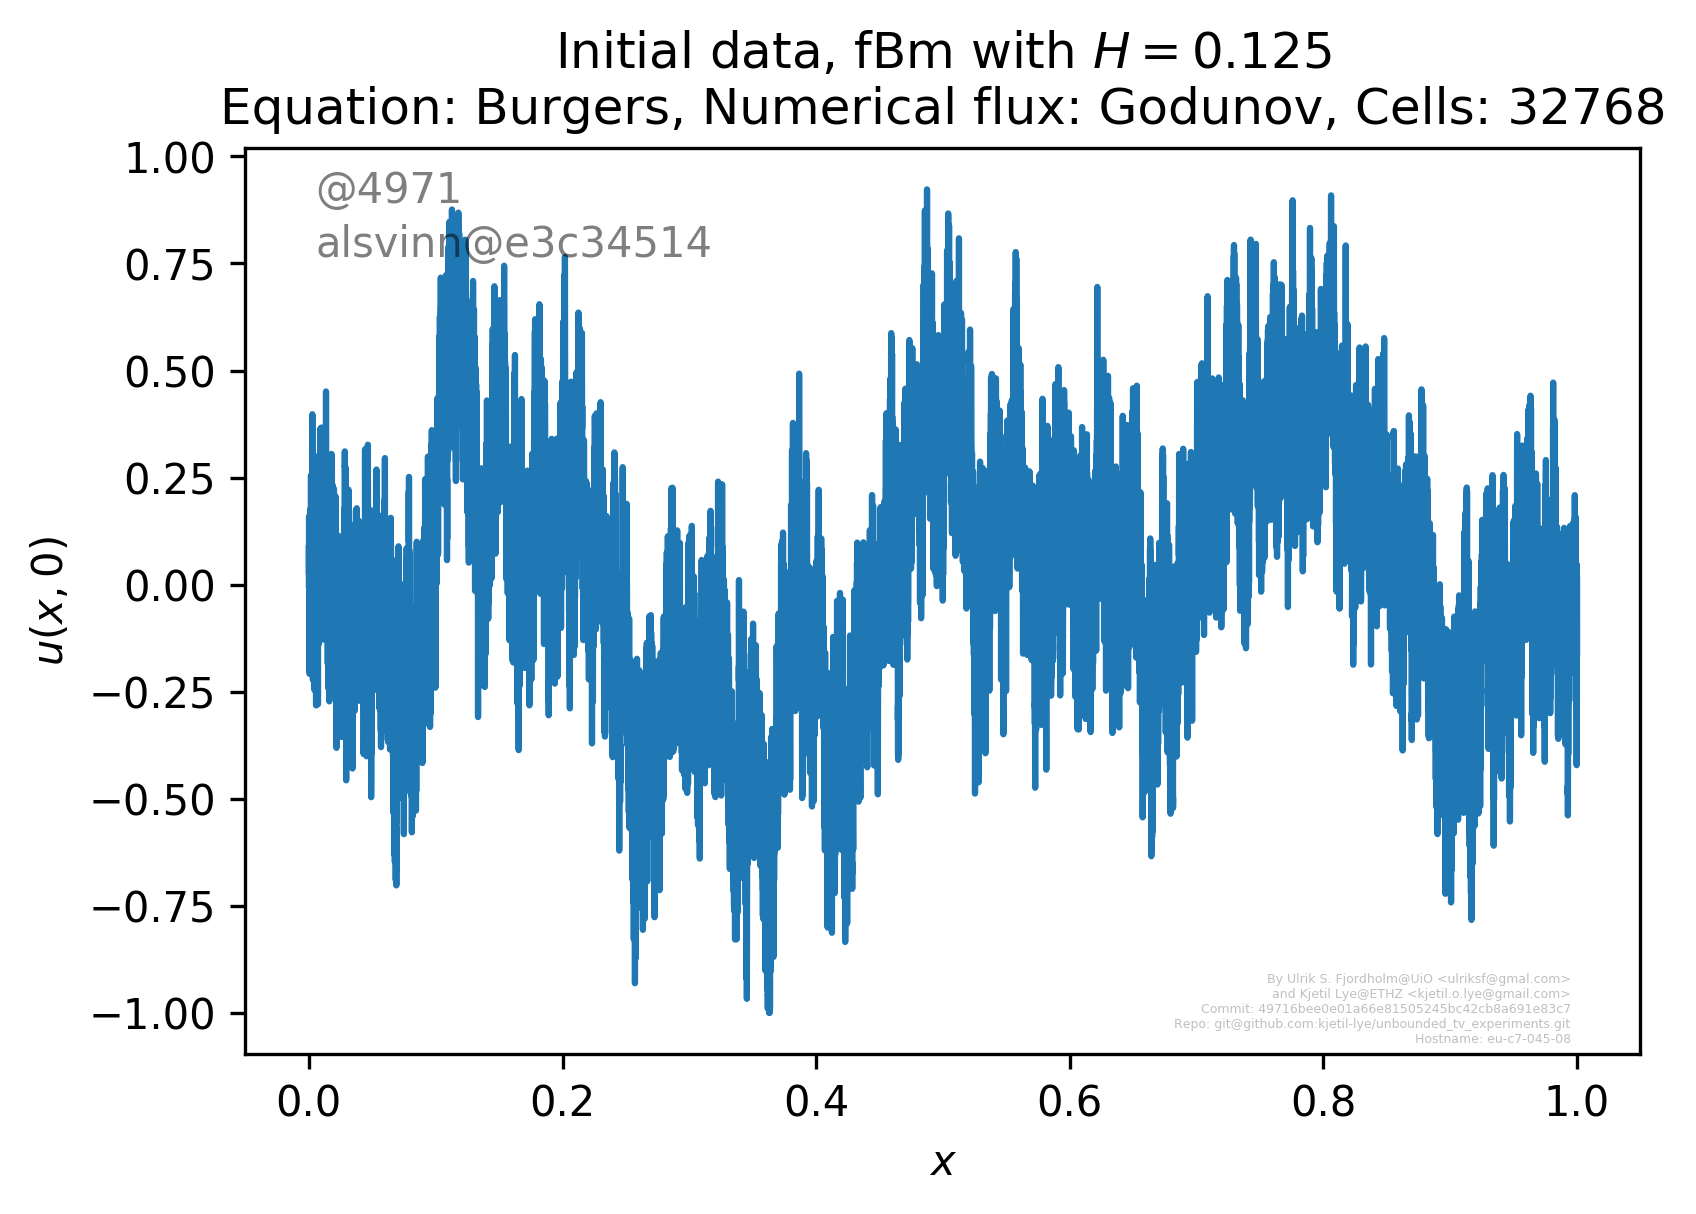 Initial data, fBm with H = 0.125
Equation: Burgers, Numerical flux: Godunov, Cells: 32768
@4971
alsvinn@e3c34514
1.00
0.75
0.50
0.25
0.00
−0.25
−0.50
−0.75
−1.00
u(x, 0)
By Ulrik S. Fjordholm@UiO <ulriksf@gmal.com>
and Kjetil Lye@ETHZ <kjetil.o.lye@gmail.com>
Commit: 49716bee0e01a66e81505245bc42cb8a691e83c7
Repo: git@github.com:kjetil-lye/unbounded_tv_experiments.git
Hostname: eu-c7-045-08
0.0 0.2 0.4 0.6 0.8 1.0
x